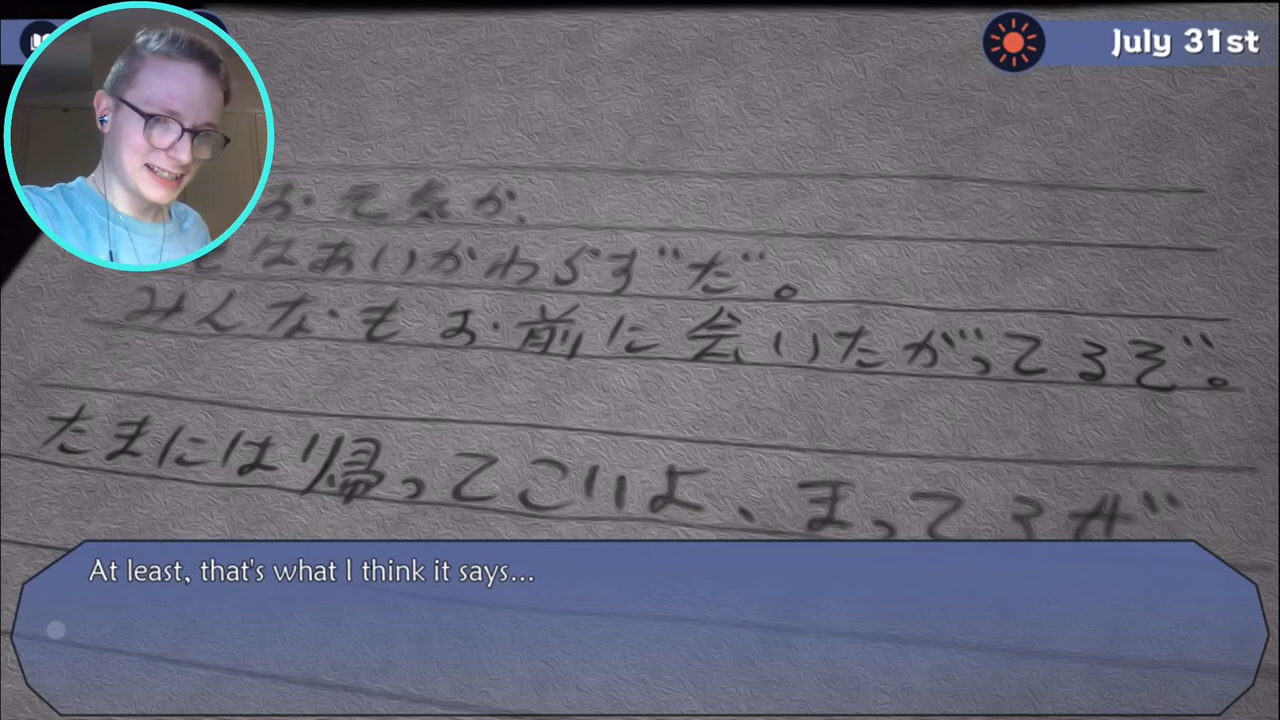 July 31st
お元気か、
はあいかわらずだ。
みんなもお前に会いたがってるぞ。
たまには帰ってこいよ、まってるぜ
At least, that's what I think it says...